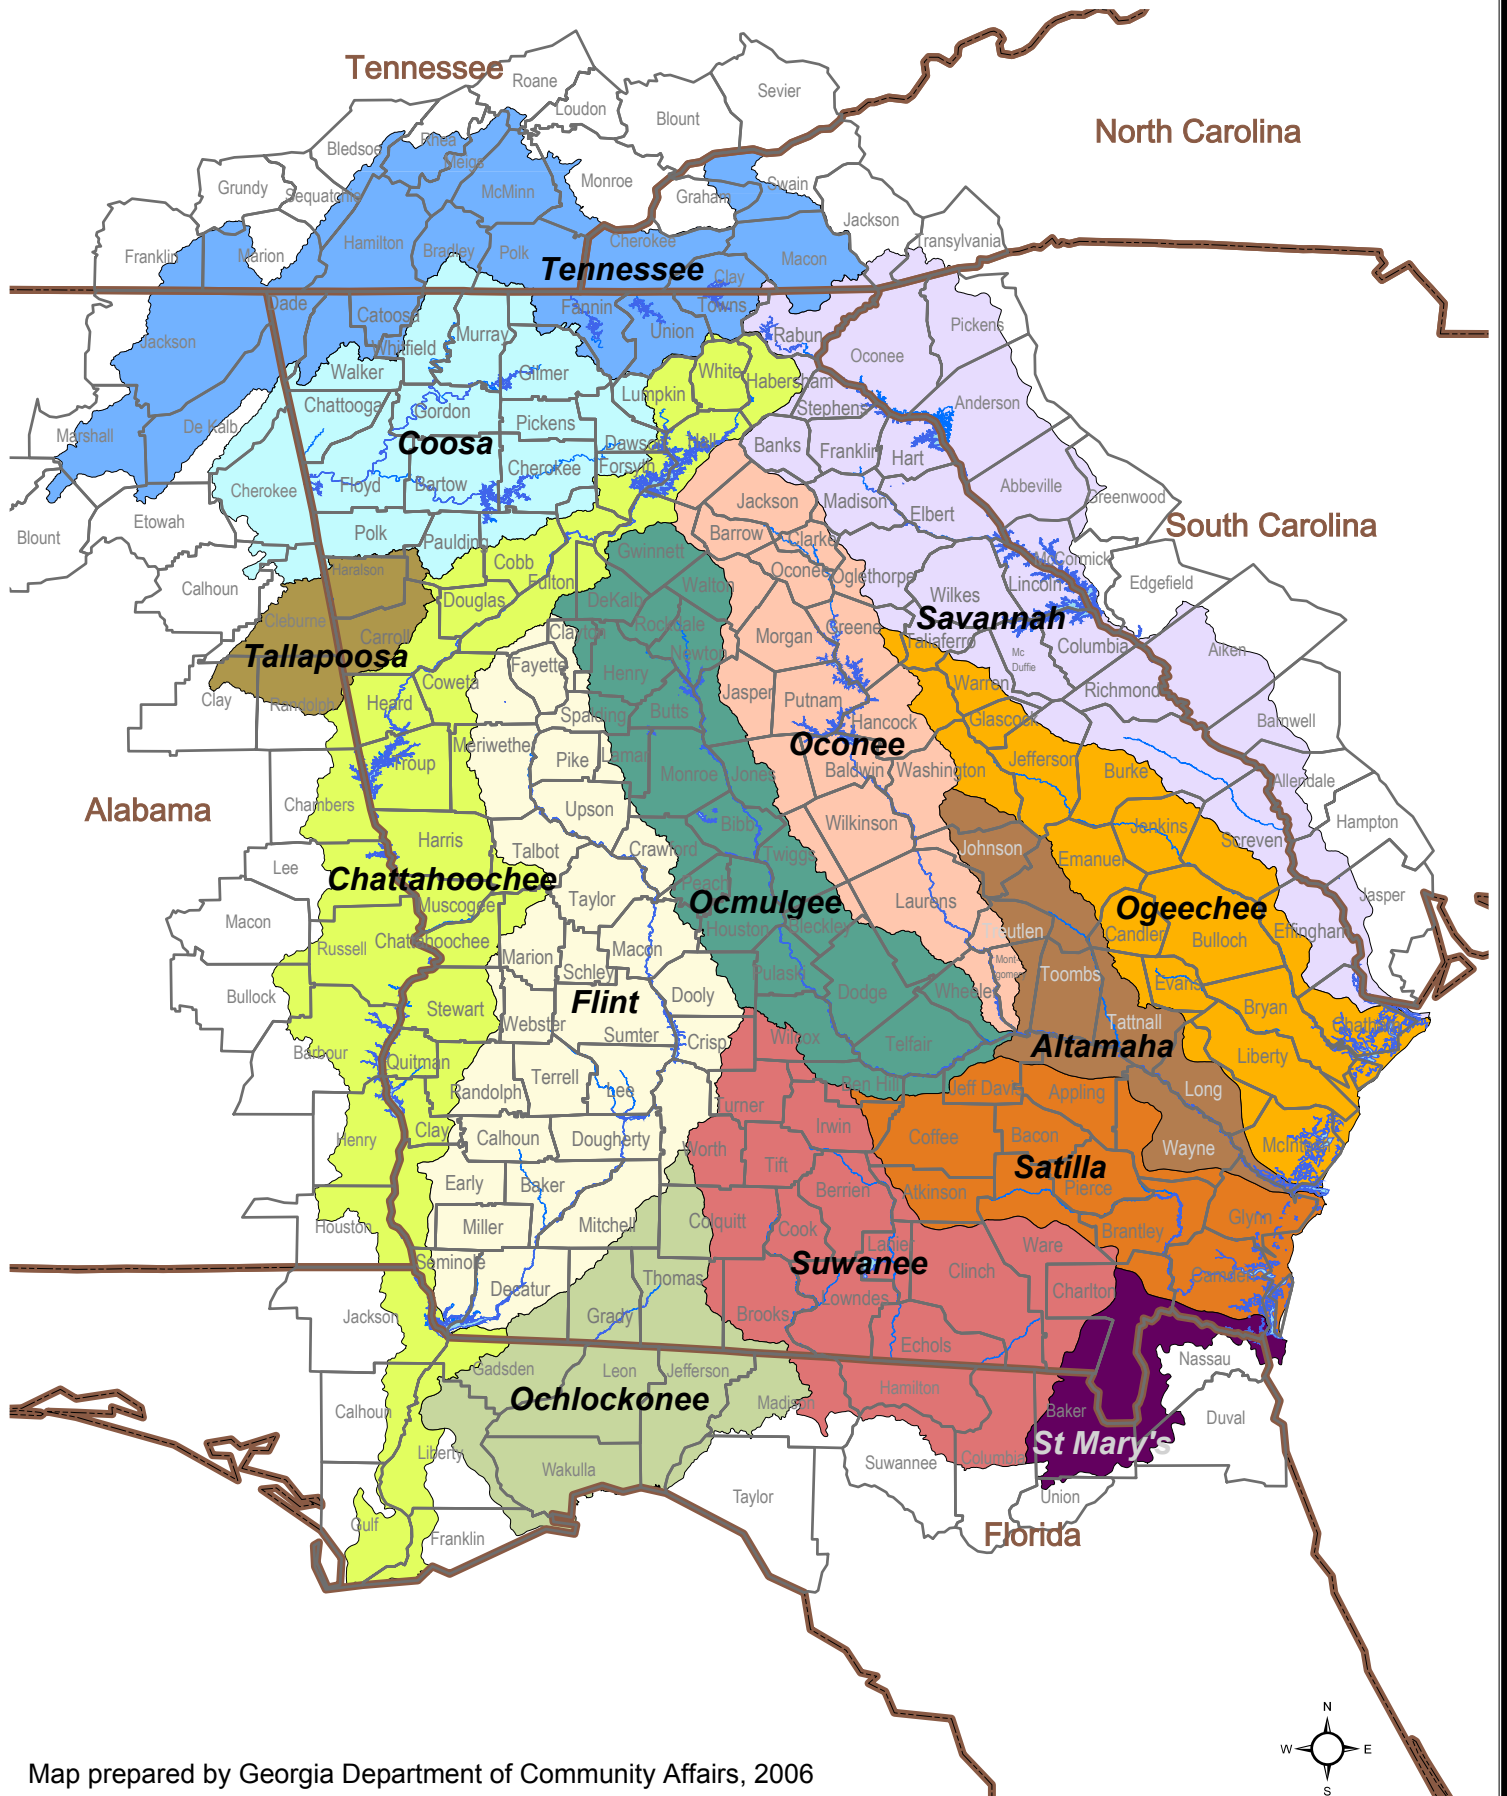 Tennessee
Roane
Loudon
Sevier
Blount
North Carolina
Rhea
Meigs
Bledsoe
Monroe
Grundy
Sequatchie
McMinn
Graham
Swain
Jackson
Transylvania
Franklin
Marion
Hamilton
Bradley
Polk
Cherokee
Macon
Clay
Tennessee
Dade
Catoosa
Whitfield
Murray
Fannin
Union
Towns
Rabun
Pickens
Oconee
Jackson
Walker
Gilmer
Lumpkin
White
Habersham
Stephens
Anderson
Chattooga
Gordon
Pickens
Marshall
De Kalb
Coosa
Dawson
Hall
Banks
Franklin
Hart
Cherokee
Floyd
Bartow
Cherokee
Forsyth
Jackson
Madison
Abbeville
Greenwood
South Carolina
Elbert
Etowah
Blount
Polk
Paulding
Cobb
Fulton
Gwinnett
Barrow
Clarke
Oconee
Oglethorpe
McCormick
Lincoln
Edgefield
Calhoun
Haralson
Douglas
DeKalb
Walton
Wilkes
Savannah
Cleburne
Carroll
Tallapoosa
Clayton
Rockdale
Newton
Morgan
Greene
Taliaferro
Columbia
Mc
Duffie
Aiken
Clay
Randolph
Heard
Coweta
Fayette
Henry
Jasper
Putnam
Hancock
Warren
Glascock
Richmond
Barnwell
Spalding
Butts
Meriwether
Pike
Lamar
Monroe
Jones
Oconee
Baldwin
Washington
Jefferson
Burke
Allendale
Hampton
Troup
Alabama
Chambers
Upson
Bibb
Wilkinson
Jenkins
Screven
Harris
Talbot
Crawford
Twiggs
Johnson
Emanuel
Lee
Chattahoochee
Muscogee
Taylor
Peach
Ocmulgee
Laurens
Ogeechee
Jasper
Macon
Russell
Chattahoochee
Marion
Macon
Schley
Houston
Bleckley
Treutlen
Candler
Bulloch
Effingham
Mont-
gomery
Bullock
Stewart
Webster
Flint
Sumter
Dooly
Pulaski
Dodge
Wheeler
Toombs
Evans
Bryan
Tattnall
Chatham
Barbour
Quitman
Crisp
Wilcox
Telfair
Altamaha
Liberty
Randolph
Terrell
Lee
Ben Hill
Jeff Davis
Appling
Long
Turner
Henry
Clay
Calhoun
Dougherty
Worth
Irwin
Coffee
Bacon
Wayne
McIntosh
Early
Baker
Tift
Berrien
Atkinson
Satilla
Pierce
Houston
Miller
Mitchell
Colquitt
Cook
Lanier
Ware
Brantley
Glynn
Seminole
Decatur
Thomas
Suwanee
Clinch
Charlton
Camden
Jackson
Grady
Brooks
Lowndes
Echols
Gadsden
Leon
Jefferson
Hamilton
Nassau
Ochlockonee
Madison
Baker
Duval
Calhoun
St Mary's
Liberty
Wakulla
Suwannee
Columbia
Taylor
Union
Gulf
Franklin
Florida
N
W
E
S
Map prepared by Georgia Department of Community Affairs, 2006